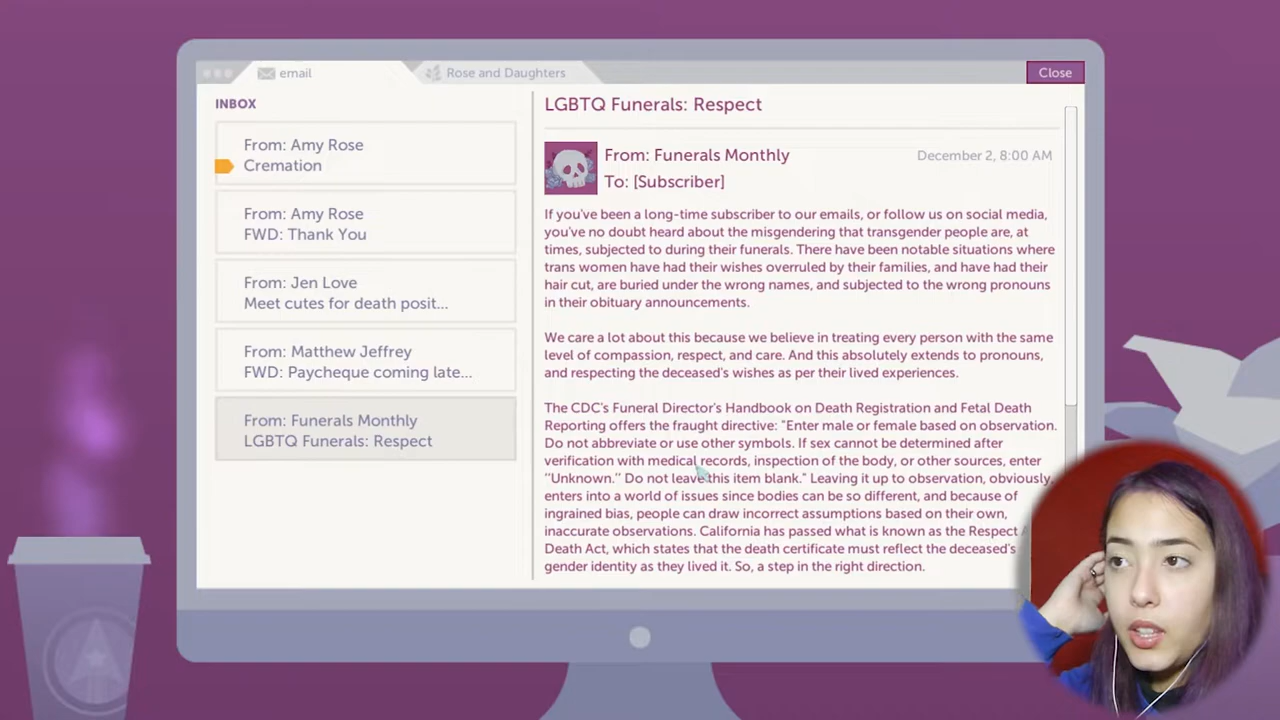 email
Rose and Daughters
Close
INBOX
From: Amy Rose
Cremation
From: Amy Rose
FWD: Thank You
From: Jen Love
Meet cutes for death posit...
From: Matthew Jeffrey
FWD: Paycheque coming late...
From: Funerals Monthly
LGBTQ Funerals: Respect
LGBTQ Funerals: Respect
From: Funerals Monthly
December 2, 8:00 AM
To: [Subscriber]
If you've been a long-time subscriber to our emails, or follow us on social media,
you've no doubt heard about the misgendering that transgender people are, at
times, subjected to during their funerals. There have been notable situations where
trans women have had their wishes overruled by their families, and have had their
hair cut, are buried under the wrong names, and subjected to the wrong pronouns
in their obituary announcements.
We care a lot about this because we believe in treating every person with the same
level of compassion, respect, and care. And this absolutely extends to pronouns,
and respecting the deceased's wishes as per their lived experiences.
The CDC's Funeral Director's Handbook on Death Registration and Fetal Death
Reporting offers the fraught directive: "Enter male or female based on observation.
Do not abbreviate or use other symbols. If sex cannot be determined after
verification with medical records, inspection of the body, or other sources, enter
''Unknown.'' Do not leave this item blank." Leaving it up to observation, obviously,
enters into a world of issues since bodies can be so different, and because of
ingrained bias, people can draw incorrect assumptions based on their own,
inaccurate observations. California has passed what is known as the Respect
Death Act, which states that the death certificate must reflect the deceased's
gender identity as they lived it. So, a step in the right direction.